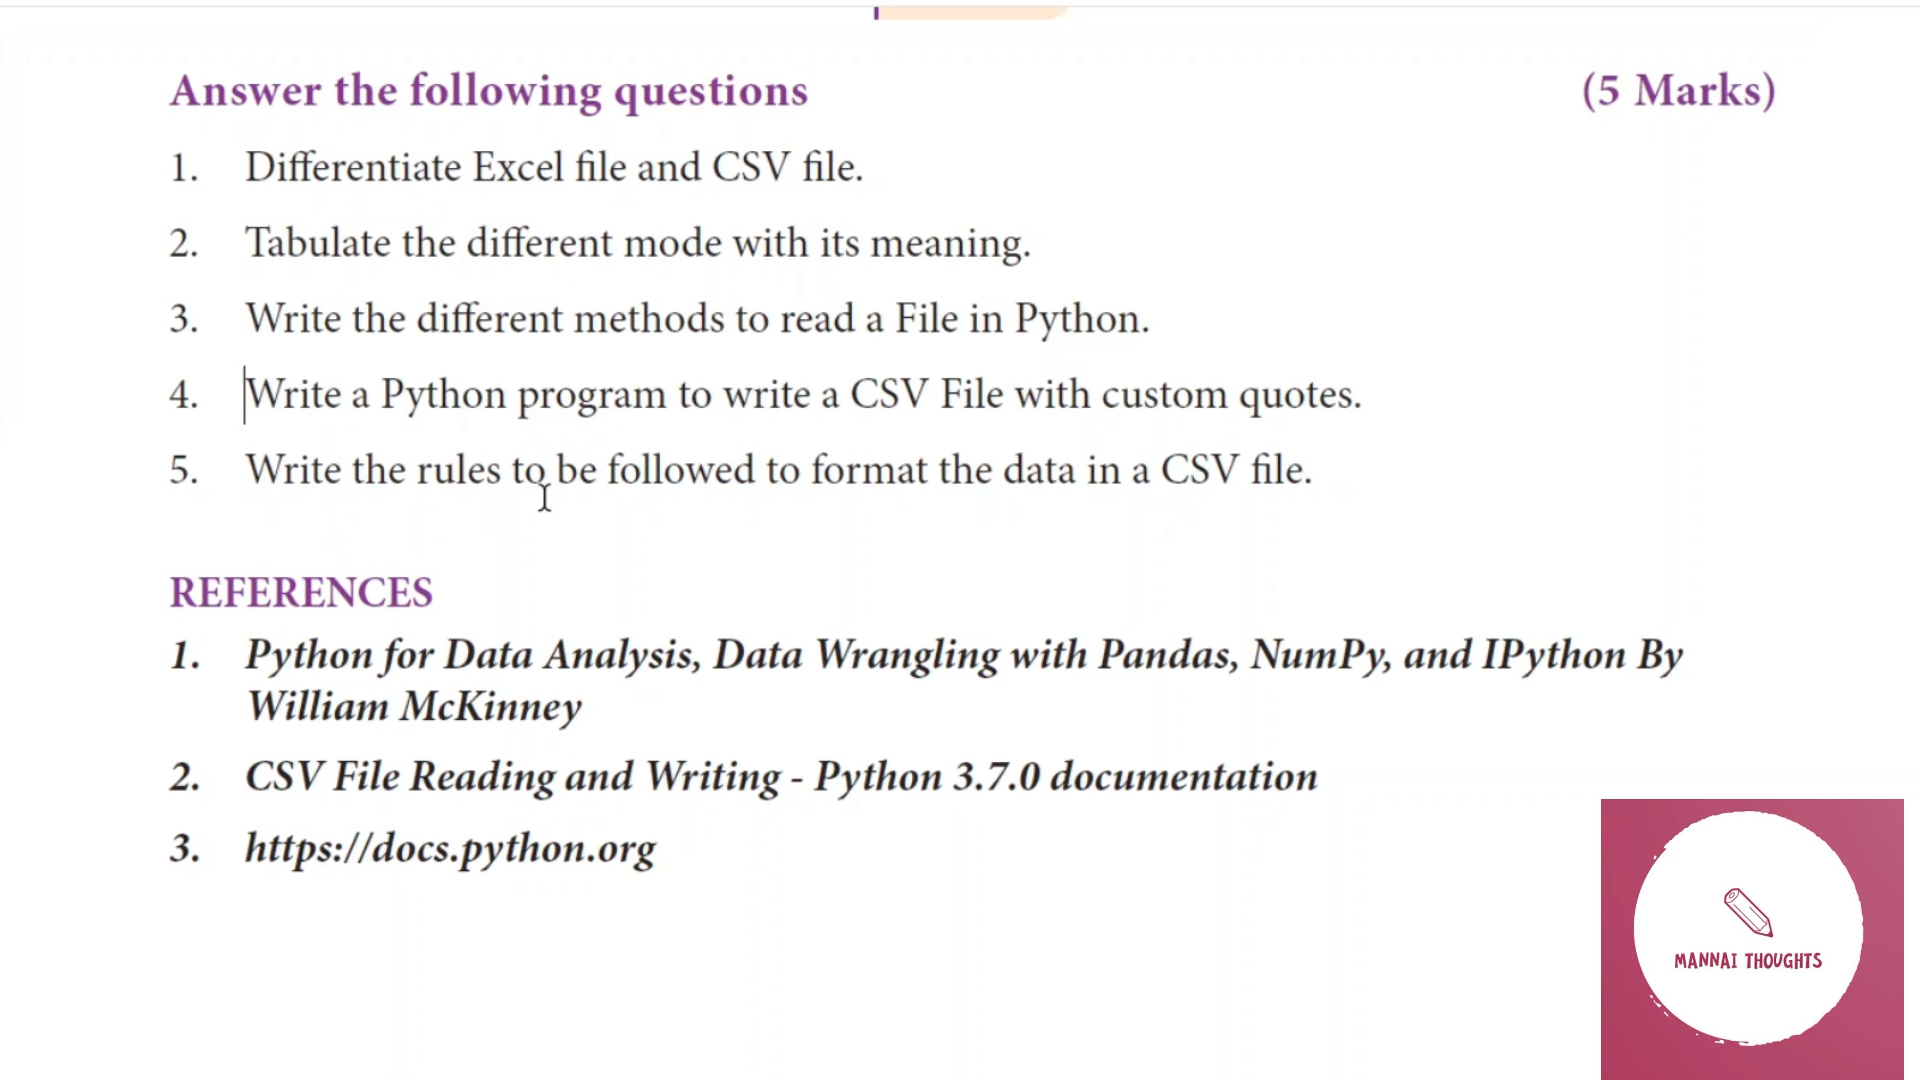 Answer the following questions (5 Marks)
1. Differentiate Excel file and CSV file.
2. Tabulate the different mode with its meaning.
3. Write the different methods to read a File in Python.
4. Write a Python program to write a CSV File with custom quotes.
5. Write the rules to be followed to format the data in a CSV file.
REFERENCES
1. Python for Data Analysis, Data Wrangling with Pandas, NumPy, and IPython By
William McKinney
2. CSV File Reading and Writing - Python 3.7.0 documentation
3. https://docs.python.org
MANNAI THOUGHTS